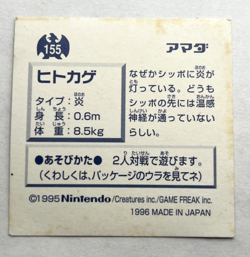 155
アマダ
ヒトカゲ
タイプ：炎
身　長：0.6m
体　重：8.5kg
なぜかシッポに炎が
灯っている。どうも
シッポの先には温感
神経が通っていない
らしい。
●あそびかた● 2人対戦で遊びます。
(くわしくは、パッケージのウラを見てネ)
©1995 Nintendo/Creatures inc./GAME FREAK inc.
1996 MADE IN JAPAN